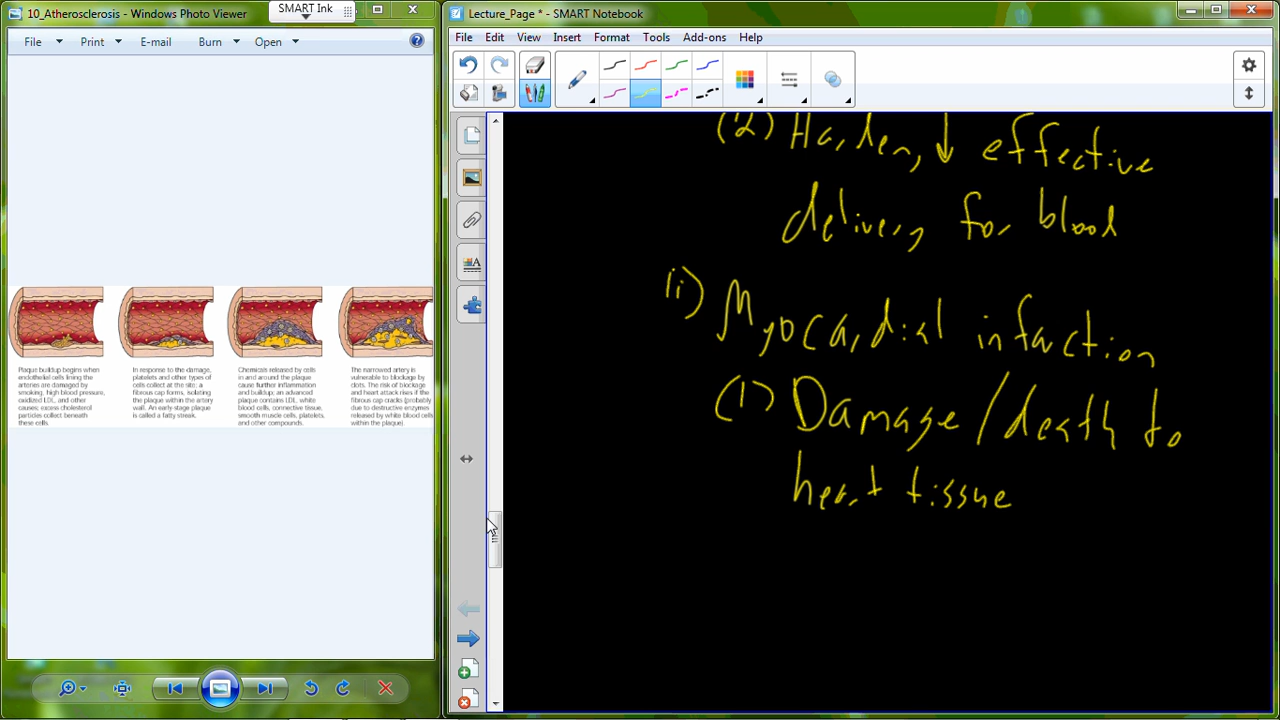 10_Atherosclerosis - Windows Photo Viewer
SMART Ink
File Print E-mail Burn Open
Plaque buildup begins when
endothelial cells lining the
arteries are damaged by
smoking, high blood pressure,
oxidized LDL, and other
causes; excess cholesterol
particles collect beneath
these cells.
In response to the damage,
platelets and other types of
cells collect at the site; a
fibrous cap forms, isolating
the plaque within the artery
wall. An early-stage plaque
is called a fatty streak.
Chemicals released by cells
in and around the plaque
cause further inflammation
and buildup; an advanced
plaque contains LDL, white
blood cells, connective tissue,
smooth muscle cells, platelets,
and other compounds.
The narrowed artery is
vulnerable to blockage by
clots. The risk of blockage
and heart attack rises if the
fibrous cap cracks (probably
due to destructive enzymes
released by white blood cells
within the plaque).
Lecture_Page * - SMART Notebook
File Edit View Insert Format Tools Add-ons Help
(2) Harden, ↓ effective
delivery for blood
ii) Myocardial infarction
(1) Damage/death to
heart tissue